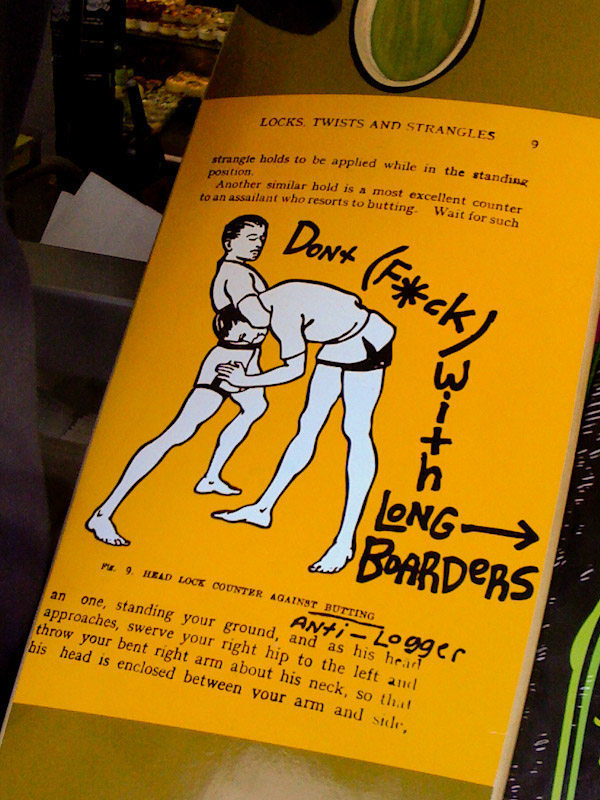 LOCKS, TWISTS AND STRANGLES 9
strangle holds to be applied while in the standing
position.
Another similar hold is a most excellent counter
to an assailant who resorts to butting. Wait for such
DONt (F*ck)
with
LONG
BOARDERS
FIG. 9. HEAD LOCK COUNTER AGAINST BUTTING
ANti-Logger
an one, standing your ground, and as his head
approaches, swerve your right hip to the left and
throw your bent right arm about his neck, so that
his head is enclosed between your arm and side,